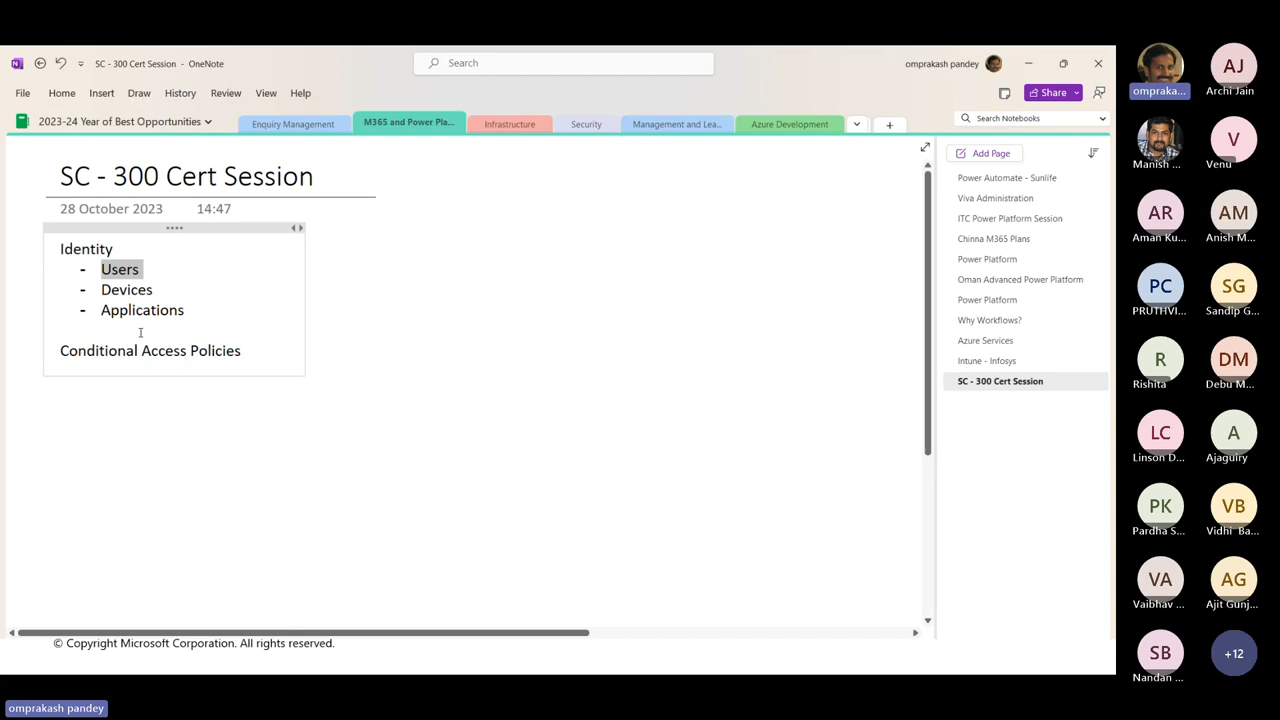 SC - 300 Cert Session - OneNote
Search
omprakash pandey
File Home Insert Draw History Review View Help
Share
2023-24 Year of Best Opportunities
Enquiry Management
M365 and Power Pla...
Infrastructure
Security
Management and Lea...
Azure Development
Search Notebooks
SC - 300 Cert Session
28 October 2023 14:47
Identity
- Users
- Devices
- Applications
Conditional Access Policies
Add Page
Power Automate - Sunlife
Viva Administration
ITC Power Platform Session
Chinna M365 Plans
Power Platform
Oman Advanced Power Platform
Power Platform
Why Workflows?
Azure Services
Intune - Infosys
SC - 300 Cert Session
© Copyright Microsoft Corporation. All rights reserved.
omprakash pandey
AJ
ompraka... Archi Jain
V
Manish ... Venu
AR AM
Aman Ku... Anish M...
PC SG
PRUTHVI... Sandip G...
R DM
Rishita Debu M...
LC A
Linson D... Ajaguiry
PK VB
Pardha S... Vidhi Ba...
VA AG
Vaibhav ... Ajit Gunj...
SB +12
Nandan ...